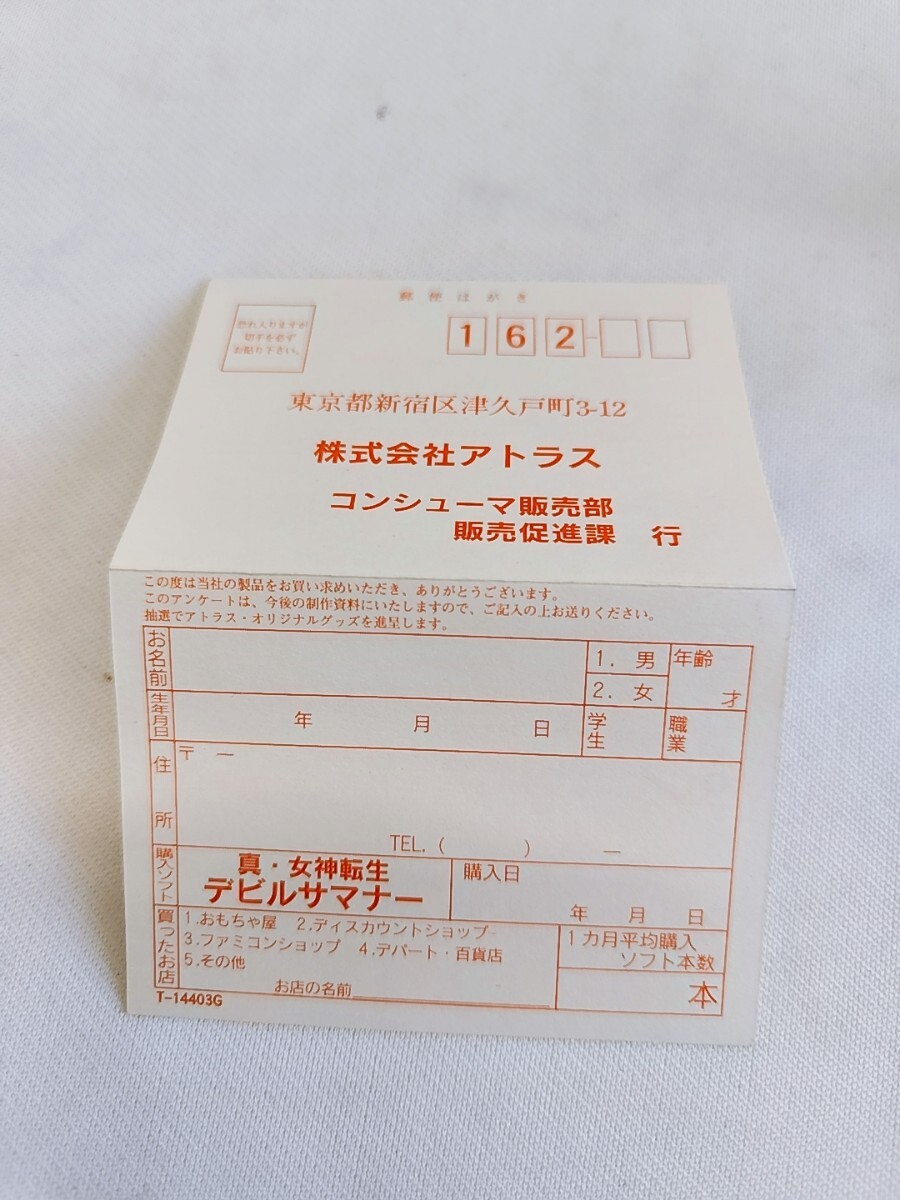 郵便はがき
恐れ入りますが
切手を必ず
お貼り下さい。
162-
東京都新宿区津久戸町3-12
株式会社アトラス
コンシューマ販売部
販売促進課 行
この度は当社の製品をお買い求めいただき、ありがとうございます。
このアンケートは、今後の制作資料にいたしますので、ご記入の上お送りください。
抽選でアトラス・オリジナルグッズを進呈します。
お名前
1. 男
2. 女
年齢
才
生年月日
年 月 日
学生
職業
住所
〒 ー
TEL. ( ) ー
購入ソフト
真・女神転生
デビルサマナー
購入日
年 月 日
買ったお店
1.おもちゃ屋 2.ディスカウントショップ
3.ファミコンショップ 4.デパート・百貨店
5.その他
お店の名前
1カ月平均購入
ソフト本数
本
T-14403G